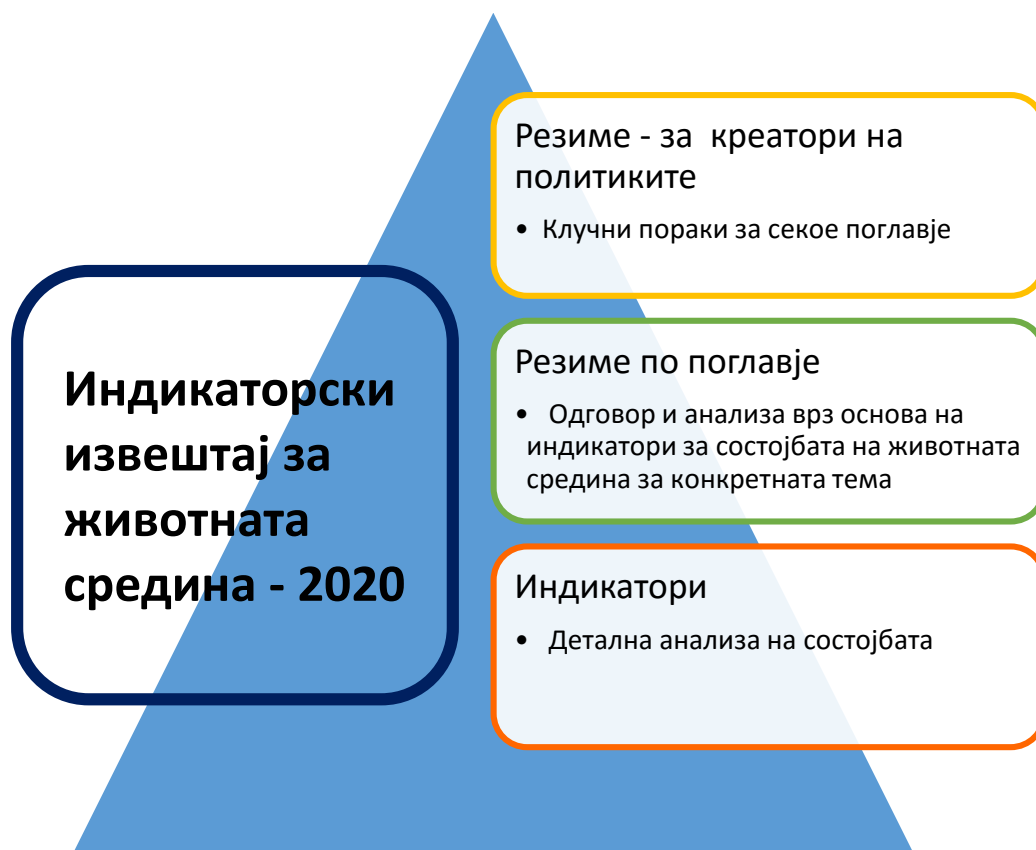 Индикаторски
извештај за
животната
средина - 2020
Резиме - за креатори на
политиките
• Клучни пораки за секое поглавје
Резиме по поглавје
• Одговор и анализа врз основа на
индикатори за состојбата на животната
средина за конкретната тема
Индикатори
• Детална анализа на состојбата